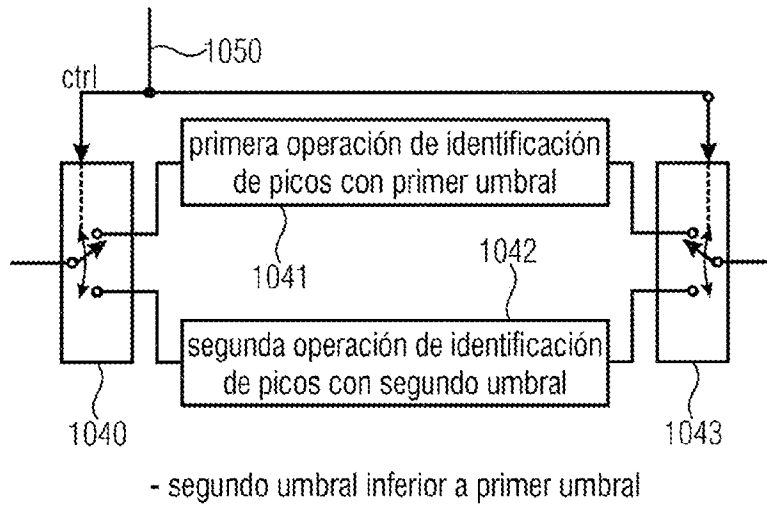 1050
ctrl
primera operación de identificación
de picos con primer umbral
1041
1042
segunda operación de identificación
de picos con segundo umbral
1040
1043
- segundo umbral inferior a primer umbral